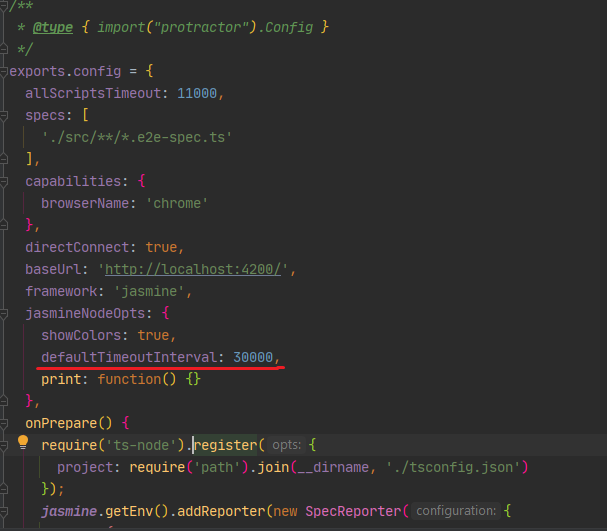 /**
 * @type { import("protractor").Config }
 */
exports.config = {
  allScriptsTimeout: 11000,
  specs: [
    './src/**/*.e2e-spec.ts'
  ],
  capabilities: {
    browserName: 'chrome'
  },
  directConnect: true,
  baseUrl: 'http://localhost:4200/',
  framework: 'jasmine',
  jasmineNodeOpts: {
    showColors: true,
    defaultTimeoutInterval: 30000,
    print: function() {}
  },
  onPrepare() {
    require('ts-node').register( opts: {
      project: require('path').join(__dirname, './tsconfig.json')
    });
    jasmine.getEnv().addReporter(new SpecReporter( configuration: {